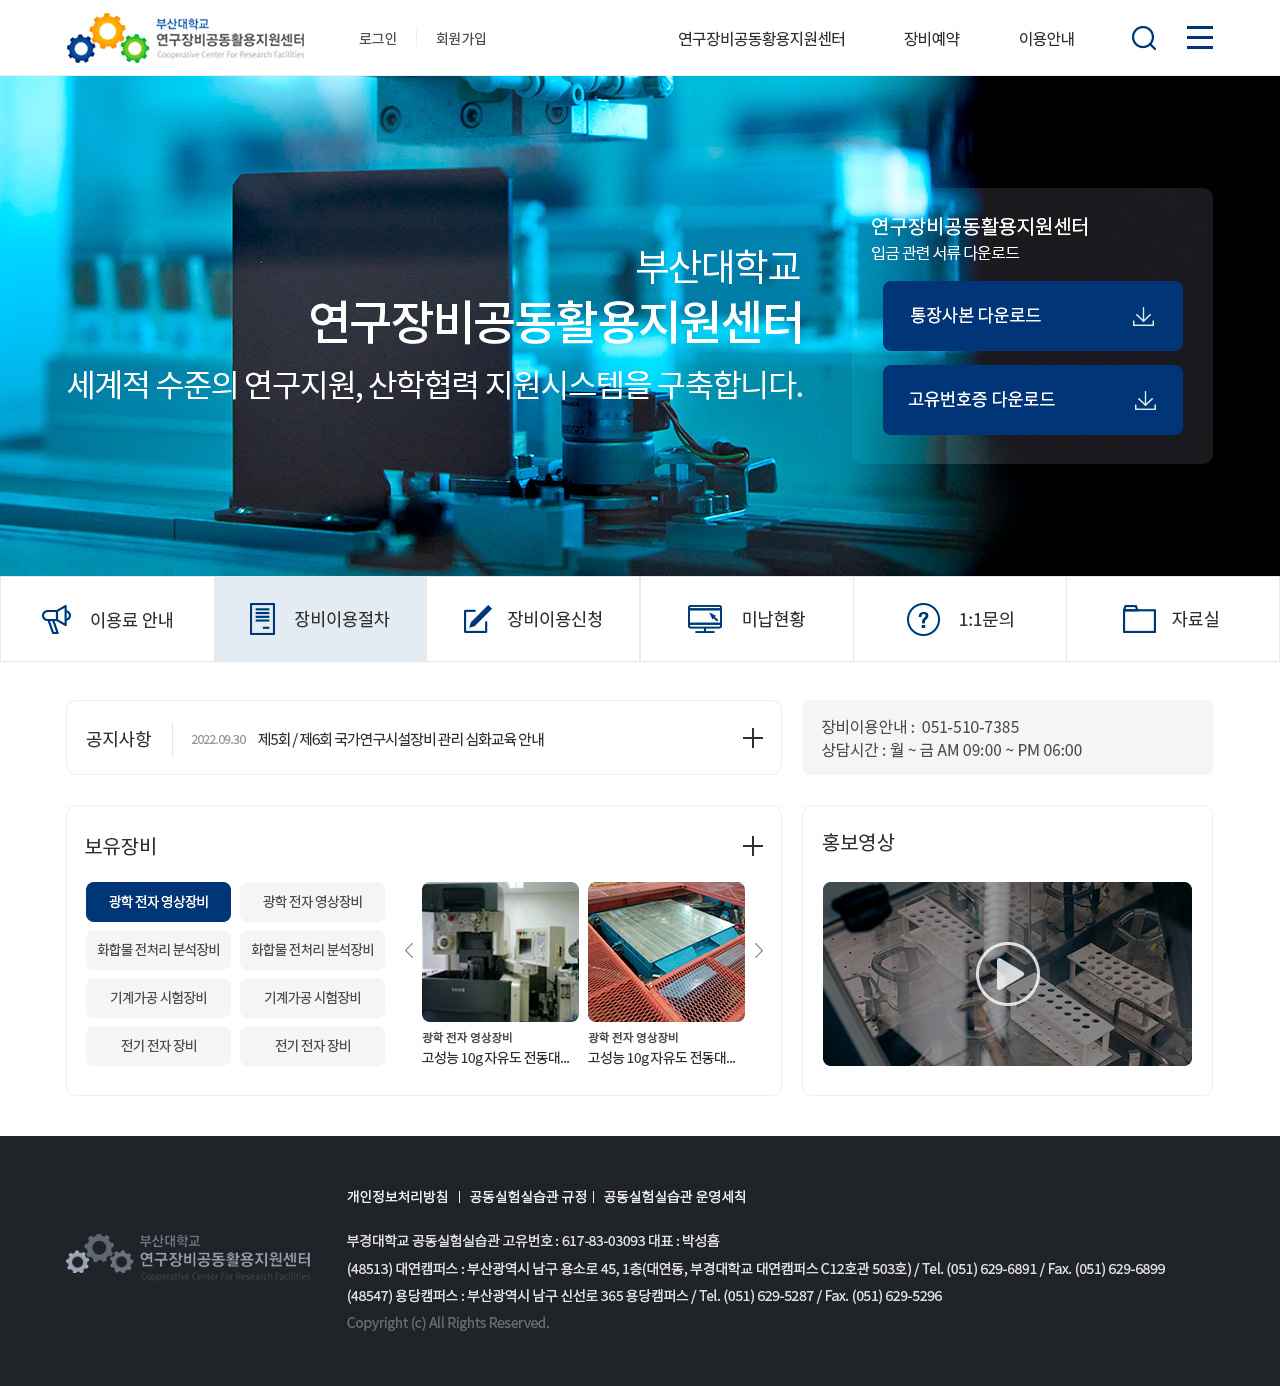 부산대학교
연구장비공동활용지원센터
Cooperative Center For Research Facilities
로그인
회원가입
연구장비공동황용지원센터
장비예약
이용안내
부산대학교
연구장비공동활용지원센터
세계적 수준의 연구지원, 산학협력 지원시스템을 구축합니다.
연구장비공동활용지원센터
입금 관련 서류 다운로드
통장사본 다운로드
고유번호증 다운로드
이용료 안내
장비이용절차
장비이용신청
미납현황
1:1문의
자료실
공지사항
2022.09.30 제5회 / 제6회 국가연구시설장비 관리 심화교육 안내
장비이용안내 : 051-510-7385
상담시간 : 월 ~ 금 AM 09:00 ~ PM 06:00
보유장비
광학 전자 영상장비
광학 전자 영상장비
화합물 전처리 분석장비
화합물 전처리 분석장비
기계가공 시험장비
기계가공 시험장비
전기 전자 장비
전기 전자 장비
광학 전자 영상장비
고성능 10g 자유도 전동대...
광학 전자 영상장비
고성능 10g 자유도 전동대...
홍보영상
개인정보처리방침 | 공동실험실습관 규정 | 공동실험실습관 운영세칙
부산대학교
연구장비공동활용지원센터
Cooperative Center For Research Facilities
부경대학교 공동실험실습관 고유번호 : 617-83-03093 대표 : 박성흠
(48513) 대연캠퍼스 : 부산광역시 남구 용소로 45, 1층(대연동, 부경대학교 대연캠퍼스 C12호관 503호) / Tel. (051) 629-6891 / Fax. (051) 629-6899
(48547) 용당캠퍼스 : 부산광역시 남구 신선로 365 용당캠퍼스 / Tel. (051) 629-5287 / Fax. (051) 629-5296
Copyright (c) All Rights Reserved.